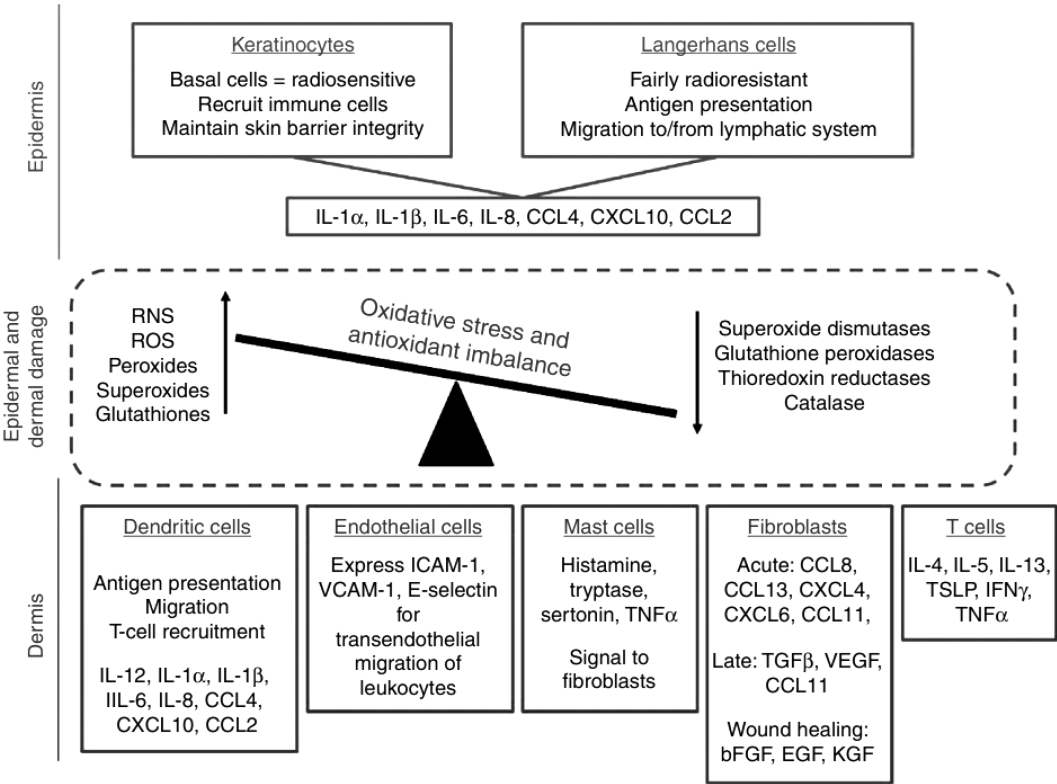 Epidermis
Keratinocytes
Basal cells = radiosensitive
Recruit immune cells
Maintain skin barrier integrity
Langerhans cells
Fairly radioresistant
Antigen presentation
Migration to/from lymphatic system
IL-1α, IL-1β, IL-6, IL-8, CCL4, CXCL10, CCL2
Epidermal and
dermal damage
RNS
ROS
Peroxides
Superoxides
Glutathiones
Oxidative stress and
antioxidant imbalance
Superoxide dismutases
Glutathione peroxidases
Thioredoxin reductases
Catalase
Dermis
Dendritic cells
Antigen presentation
Migration
T-cell recruitment
IL-12, IL-1α, IL-1β,
IIL-6, IL-8, CCL4,
CXCL10, CCL2
Endothelial cells
Express ICAM-1,
VCAM-1, E-selectin
for
transendothelial
migration of
leukocytes
Mast cells
Histamine,
tryptase,
sertonin, TNFα
Signal to
fibroblasts
Fibroblasts
Acute: CCL8,
CCL13, CXCL4,
CXCL6, CCL11,
Late: TGFβ, VEGF,
CCL11
Wound healing:
bFGF, EGF, KGF
T cells
IL-4, IL-5, IL-13,
TSLP, IFNγ,
TNFα